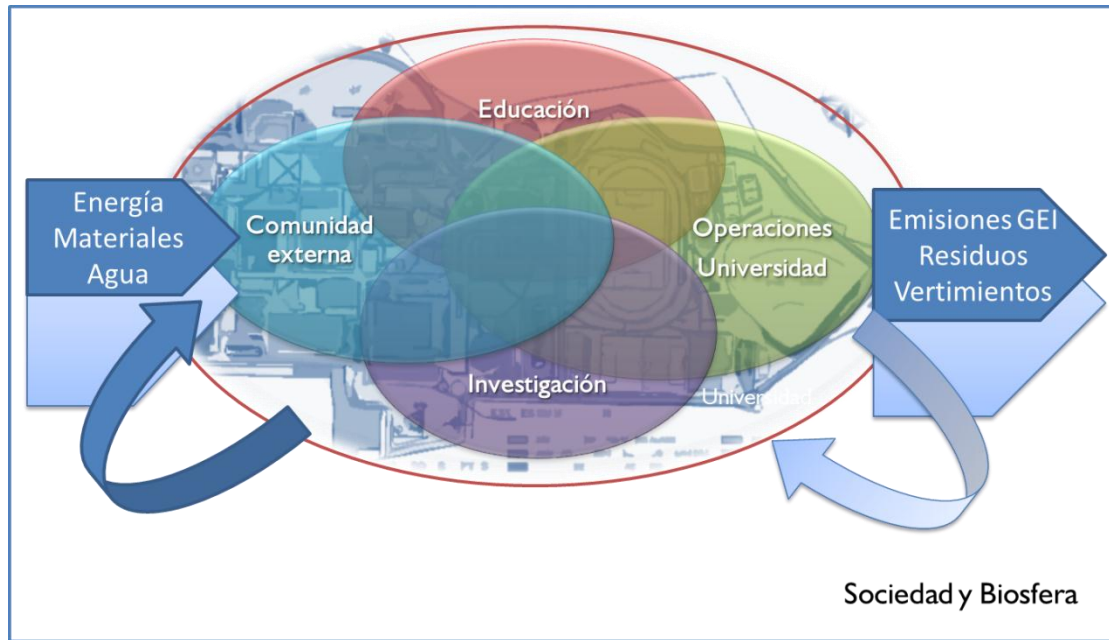 Educación
Energía
Materiales
Agua
Comunidad
externa
Operaciones
Universidad
Emisiones GEI
Residuos
Vertimientos
Investigación
Universidad
Sociedad y Biosfera